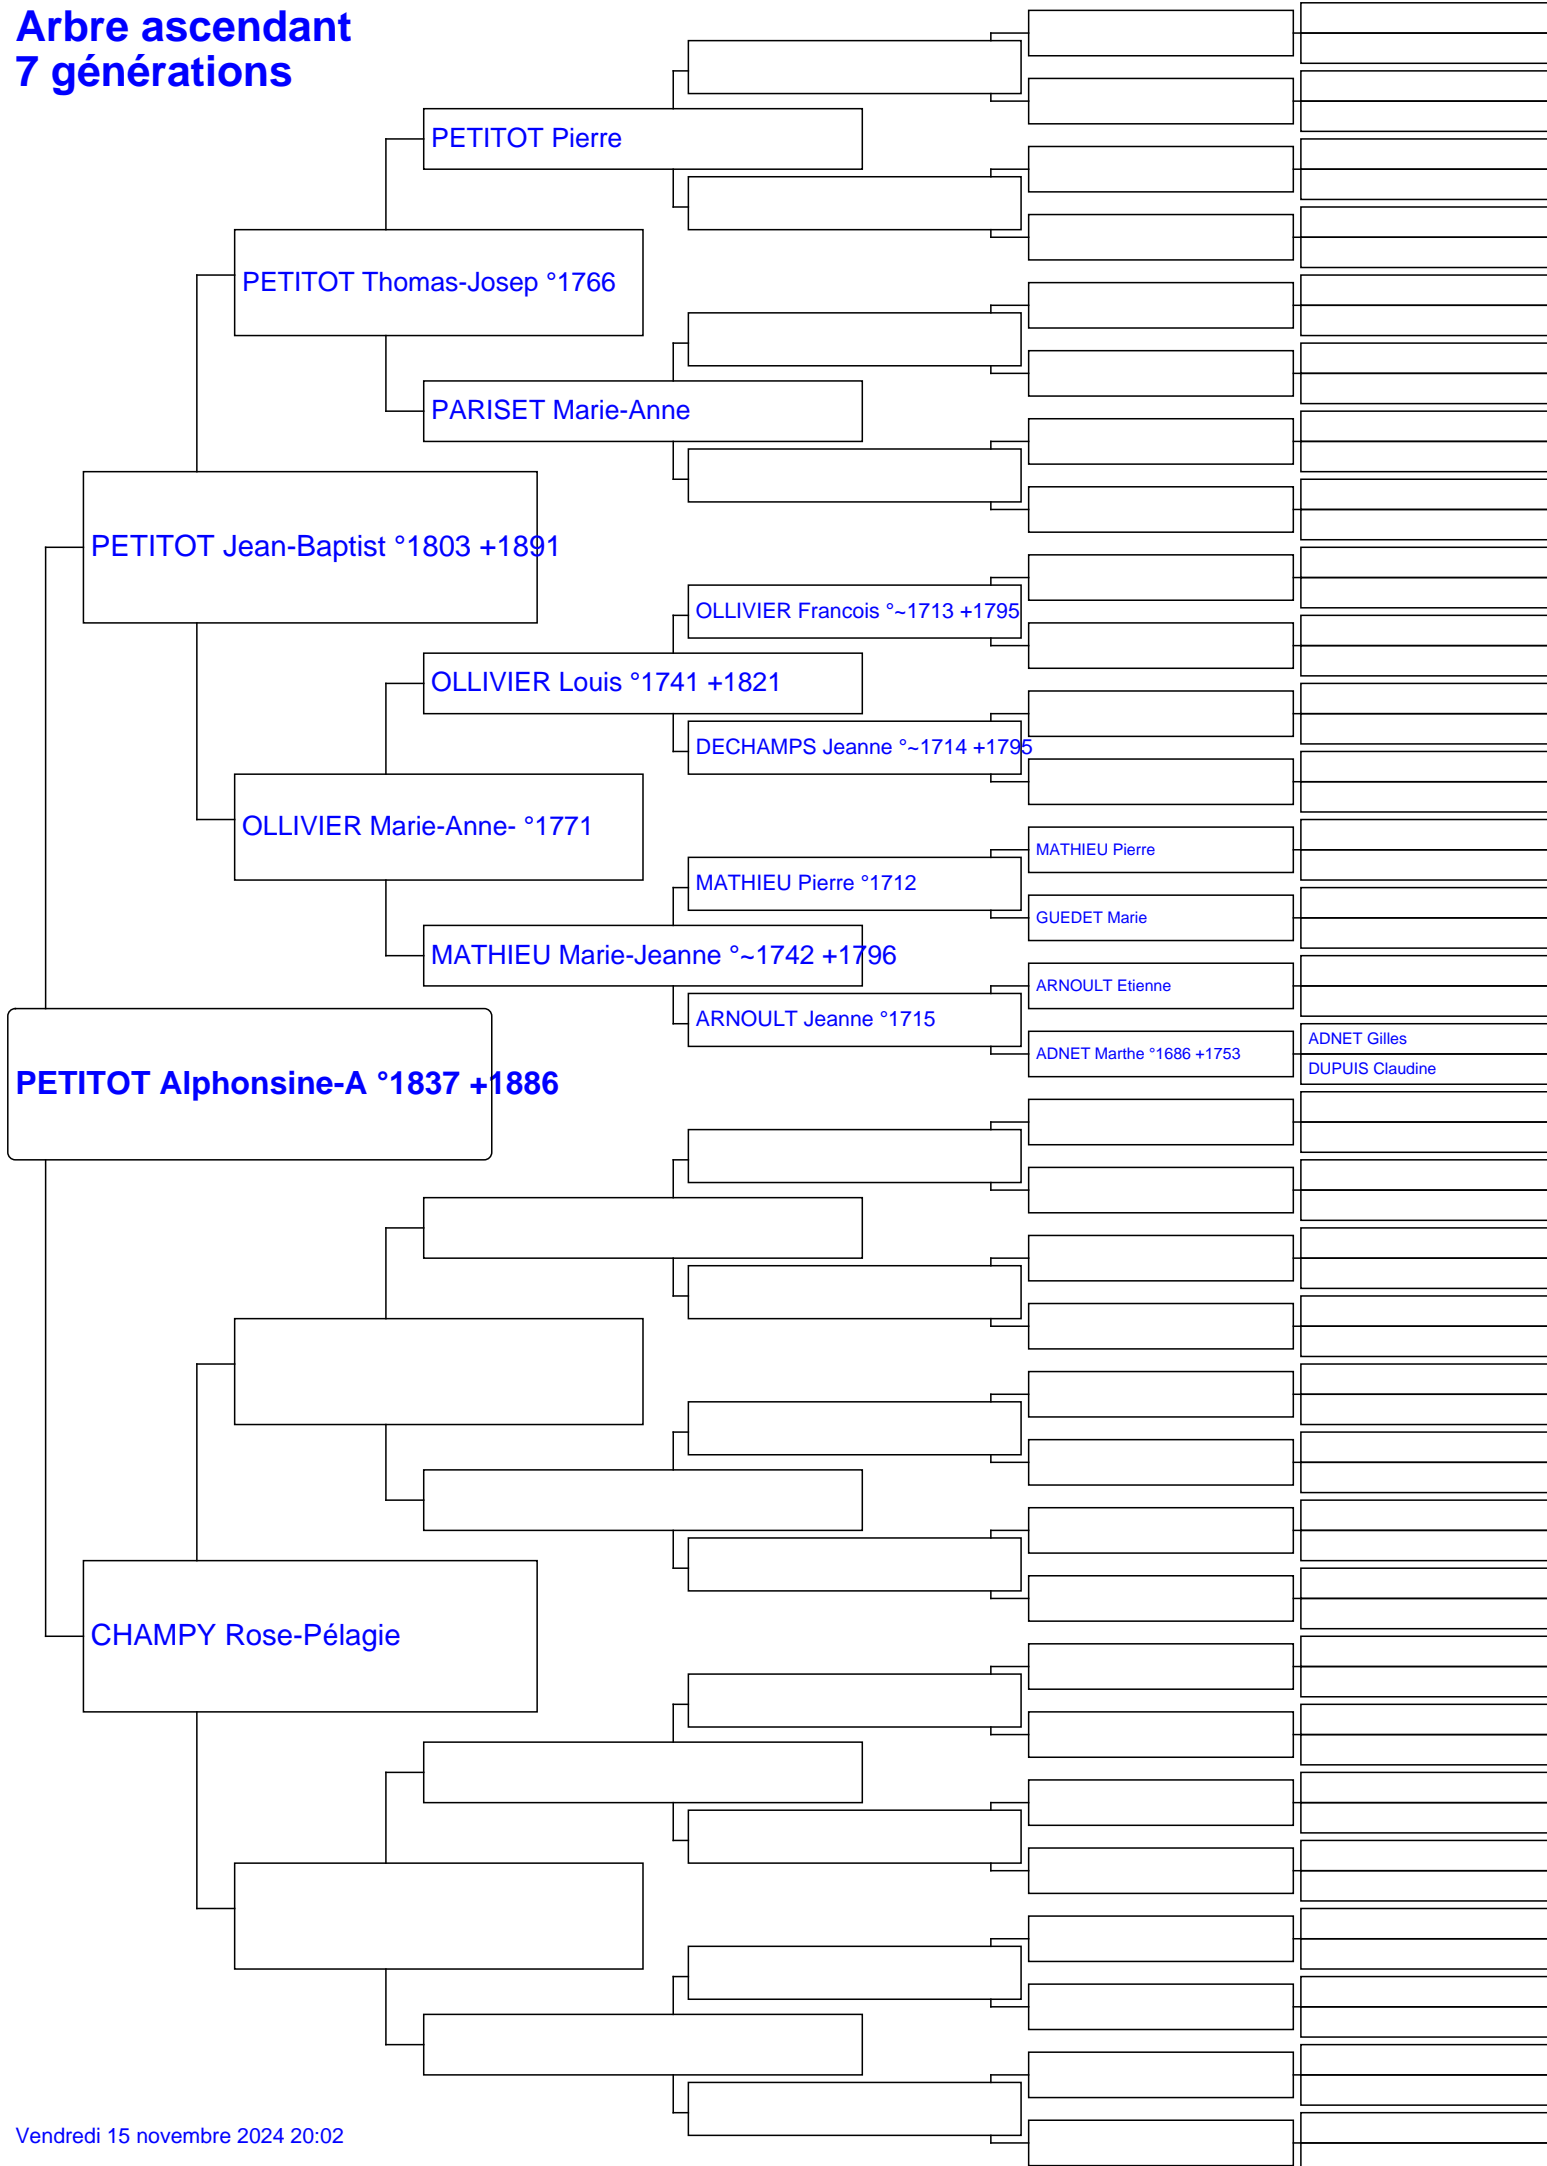 Arbre ascendant
7 générations
PETITOT Pierre
PETITOT Thomas-Josep °1766
PARISET Marie-Anne
PETITOT Jean-Baptist °1803 +1891
OLLIVIER Francois °~1713 +1795
OLLIVIER Louis °1741 +1821
DECHAMPS Jeanne °~1714 +1795
OLLIVIER Marie-Anne- °1771
MATHIEU Pierre
MATHIEU Pierre °1712
GUEDET Marie
MATHIEU Marie-Jeanne °~1742 +1796
ARNOULT Etienne
ARNOULT Jeanne °1715
ADNET Gilles
ADNET Marthe °1686 +1753
DUPUIS Claudine
PETITOT Alphonsine-A °1837 +1886
CHAMPY Rose-Pélagie
Vendredi 15 novembre 2024 20:02